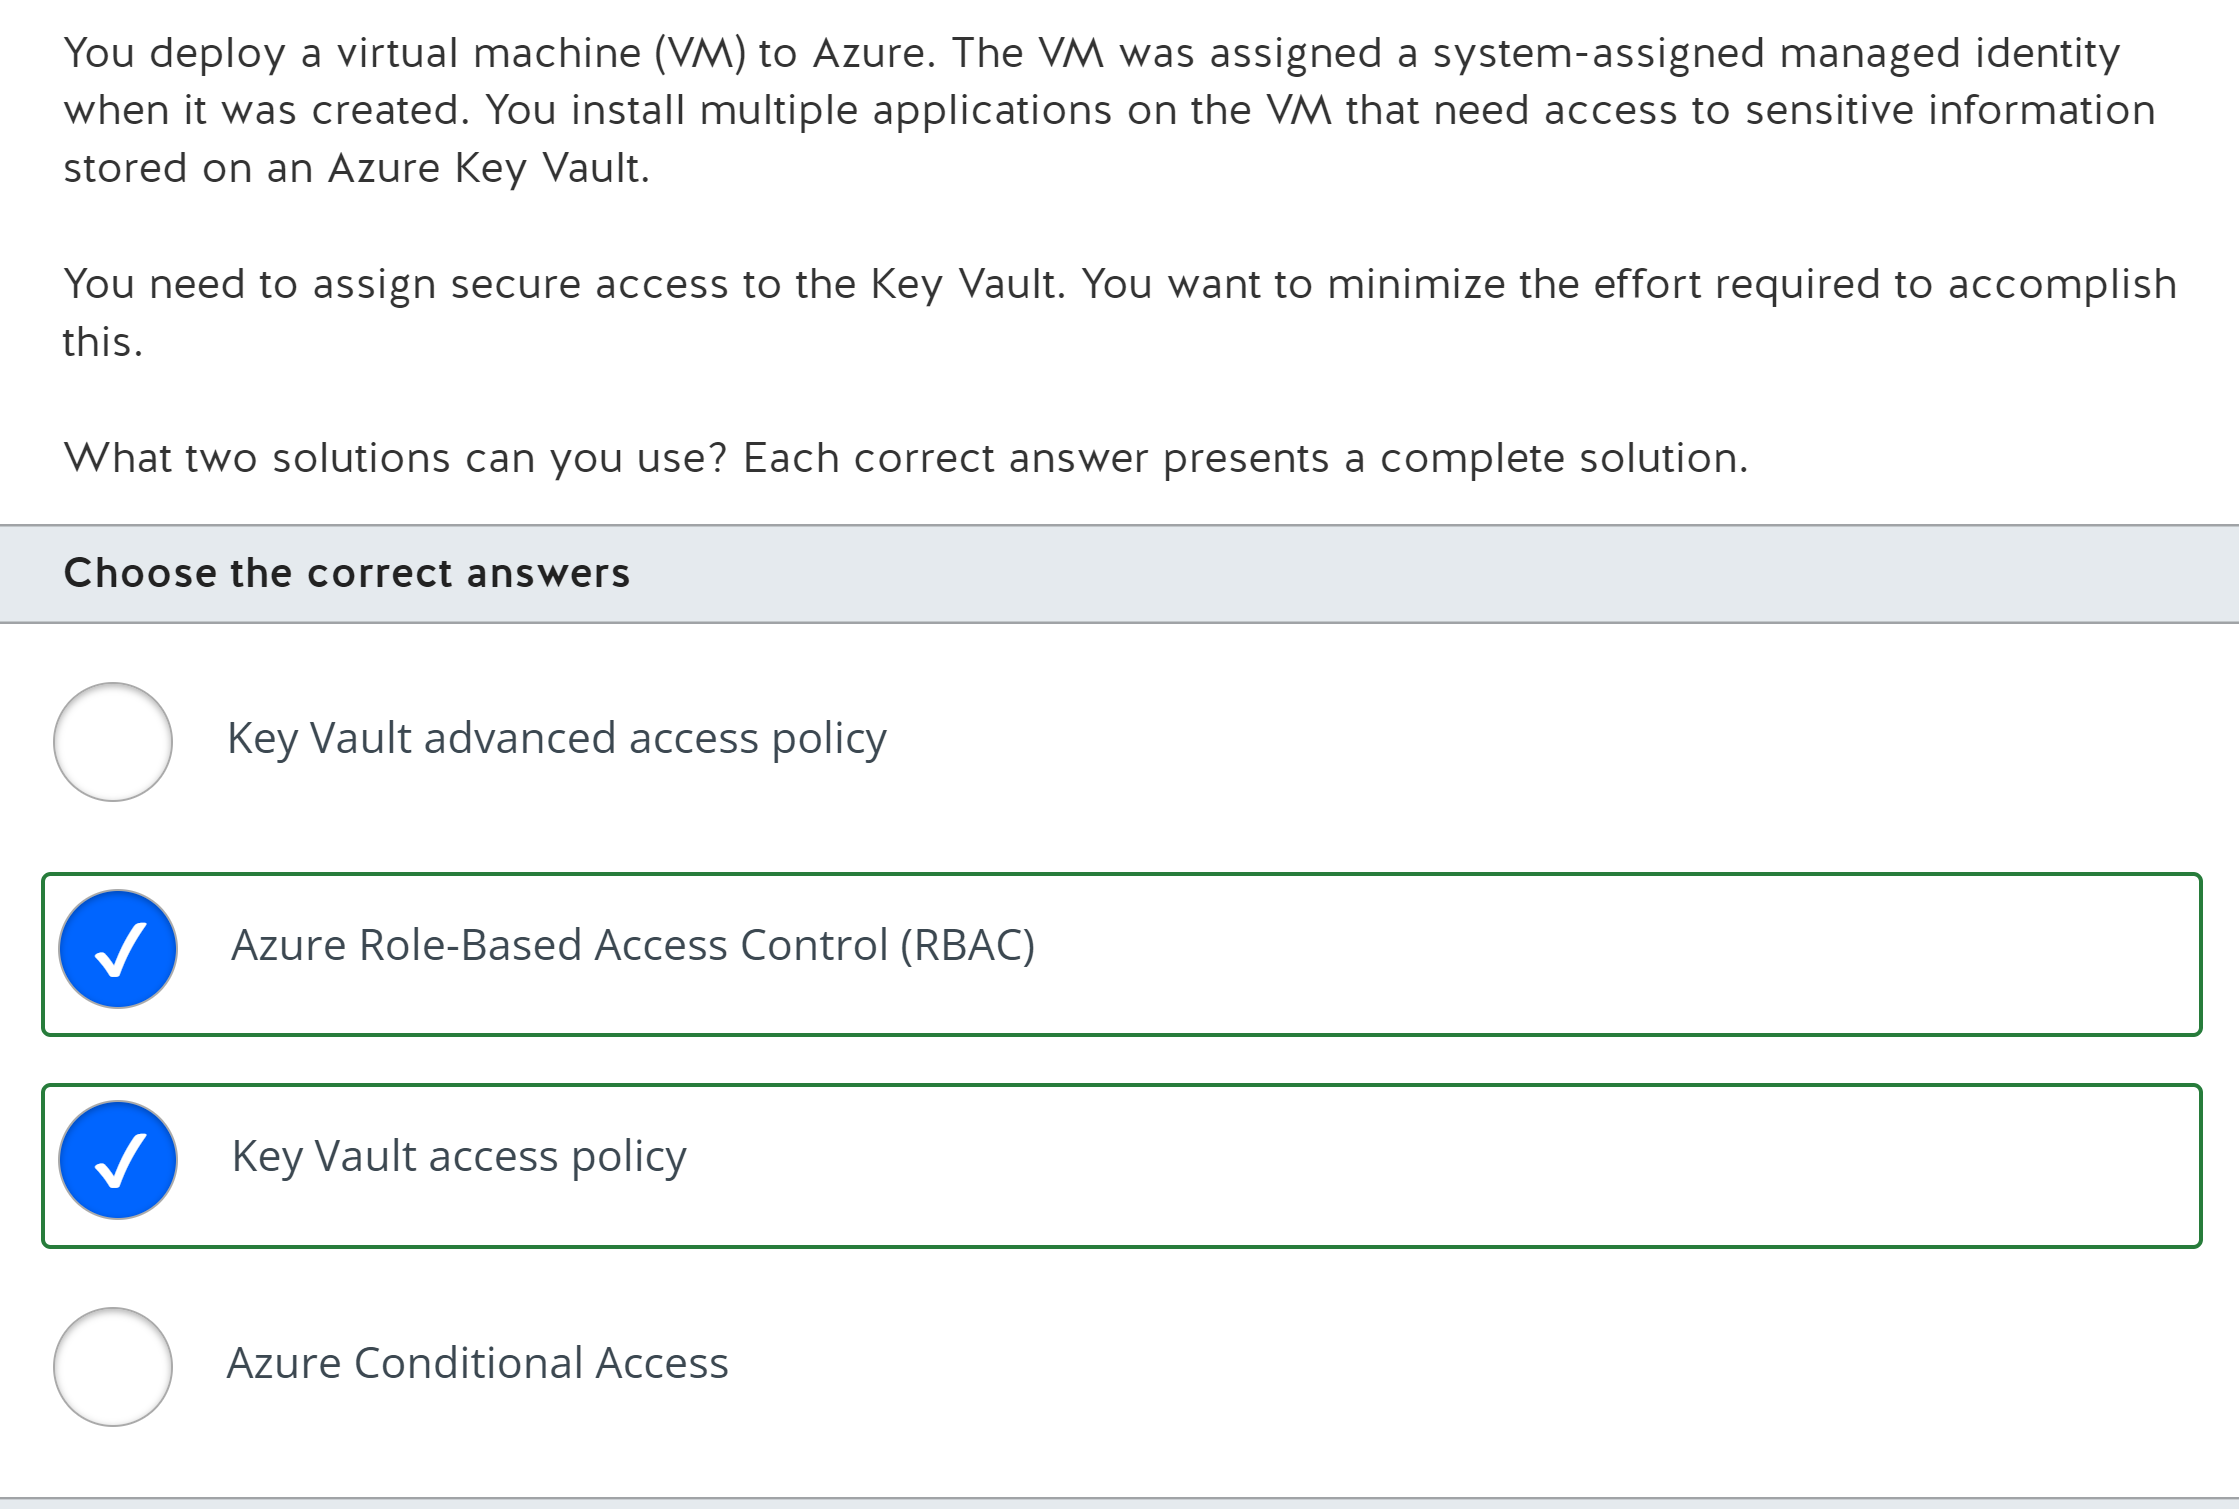 You deploy a virtual machine (VM) to Azure. The VM was assigned a system-assigned managed identity
when it was created. You install multiple applications on the VM that need access to sensitive information
stored on an Azure Key Vault.
You need to assign secure access to the Key Vault. You want to minimize the effort required to accomplish
this.
What two solutions can you use? Each correct answer presents a complete solution.
Choose the correct answers
Key Vault advanced access policy
Azure Role-Based Access Control (RBAC)
Key Vault access policy
Azure Conditional Access